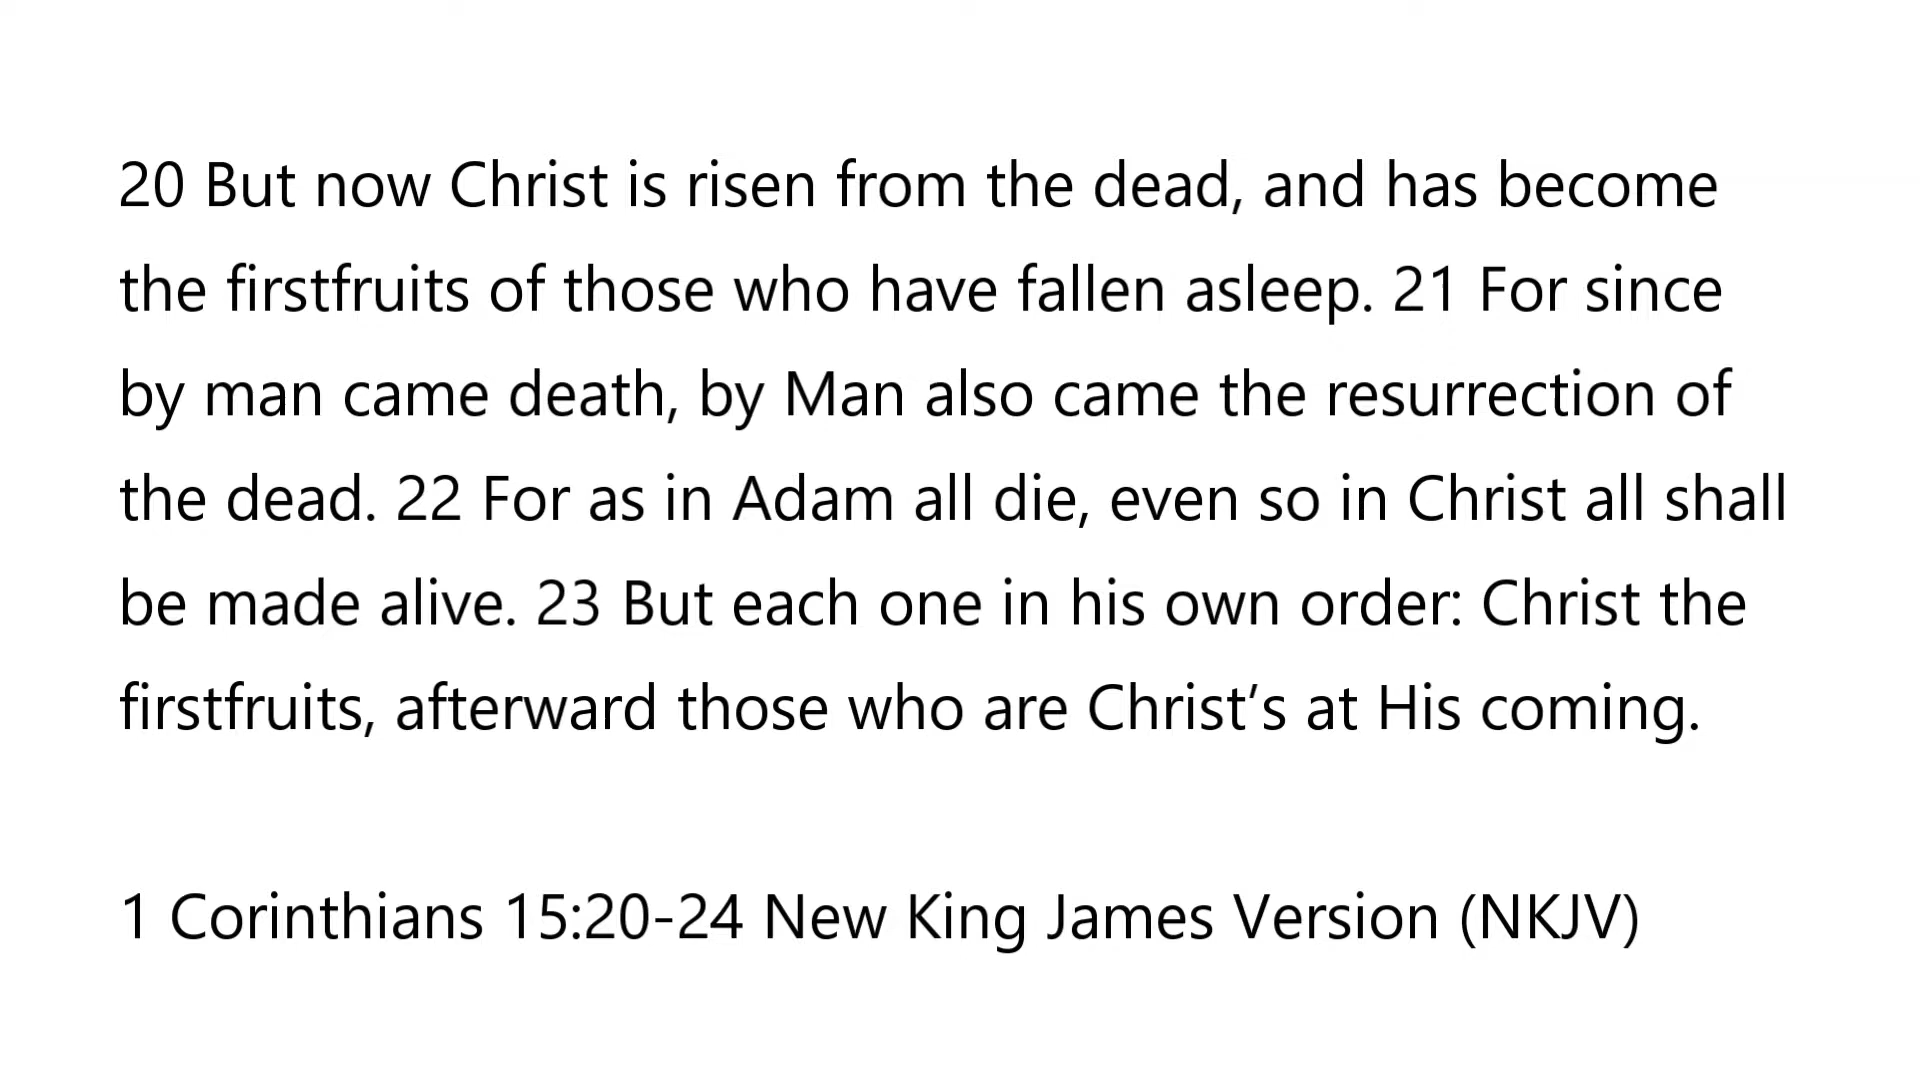 20 But now Christ is risen from the dead, and has become
the firstfruits of those who have fallen asleep. 21 For since
by man came death, by Man also came the resurrection of
the dead. 22 For as in Adam all die, even so in Christ all shall
be made alive. 23 But each one in his own order: Christ the
firstfruits, afterward those who are Christ’s at His coming.
1 Corinthians 15:20-24 New King James Version (NKJV)